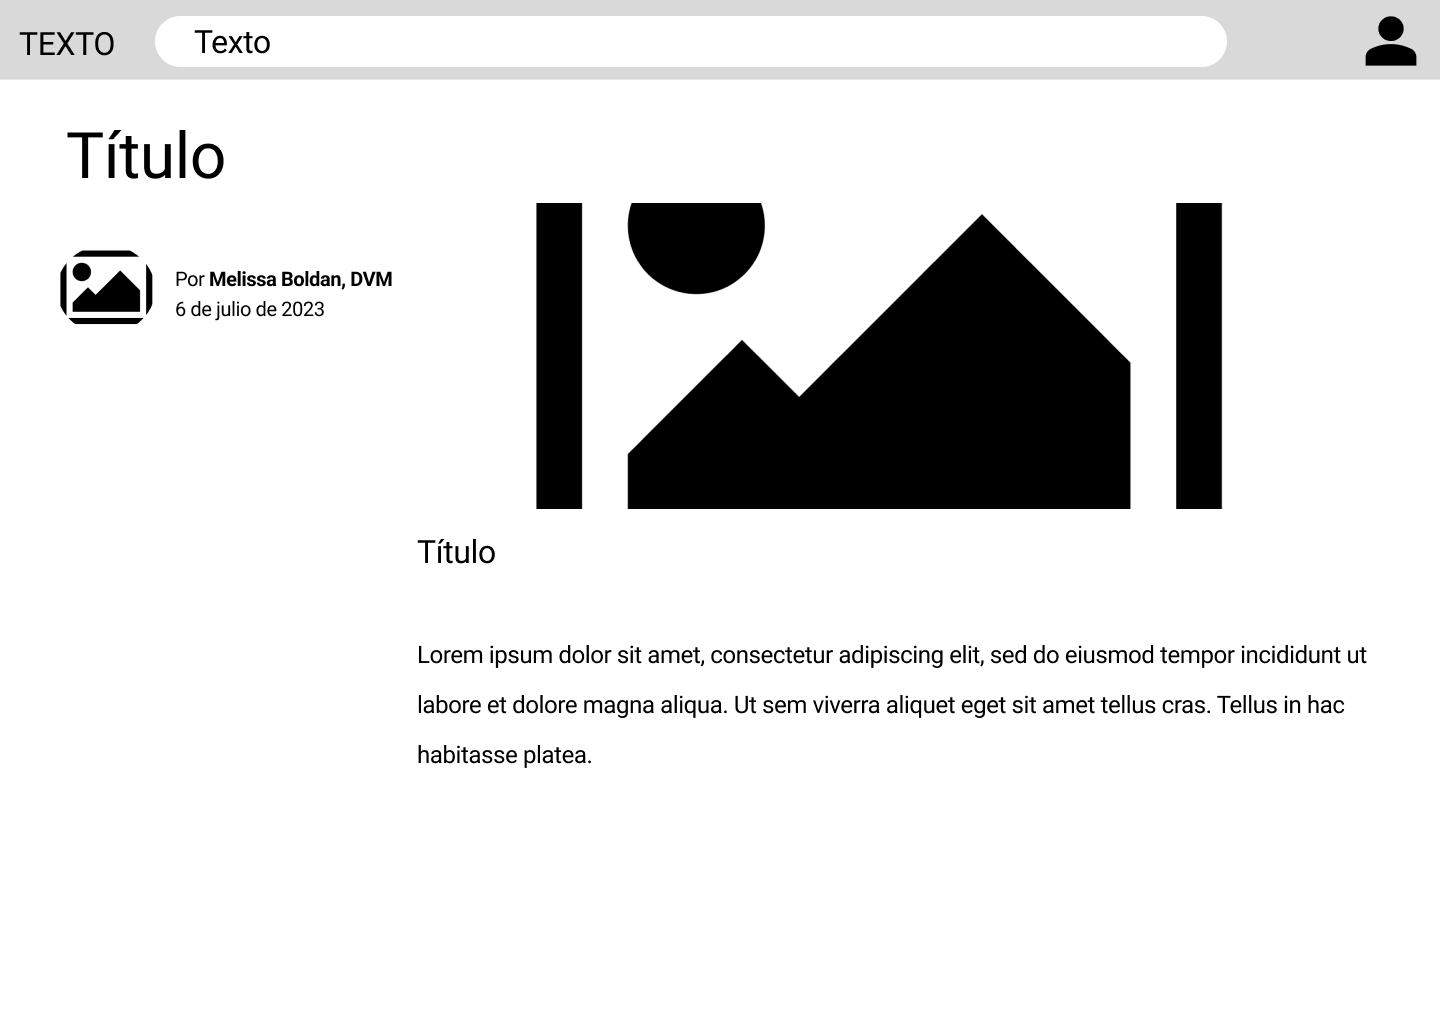 TEXTO
Texto
Título
Por Melissa Boldan, DVM
6 de julio de 2023
Título
Lorem ipsum dolor sit amet, consectetur adipiscing elit, sed do eiusmod tempor incididunt ut
labore et dolore magna aliqua. Ut sem viverra aliquet eget sit amet tellus cras. Tellus in hac
habitasse platea.